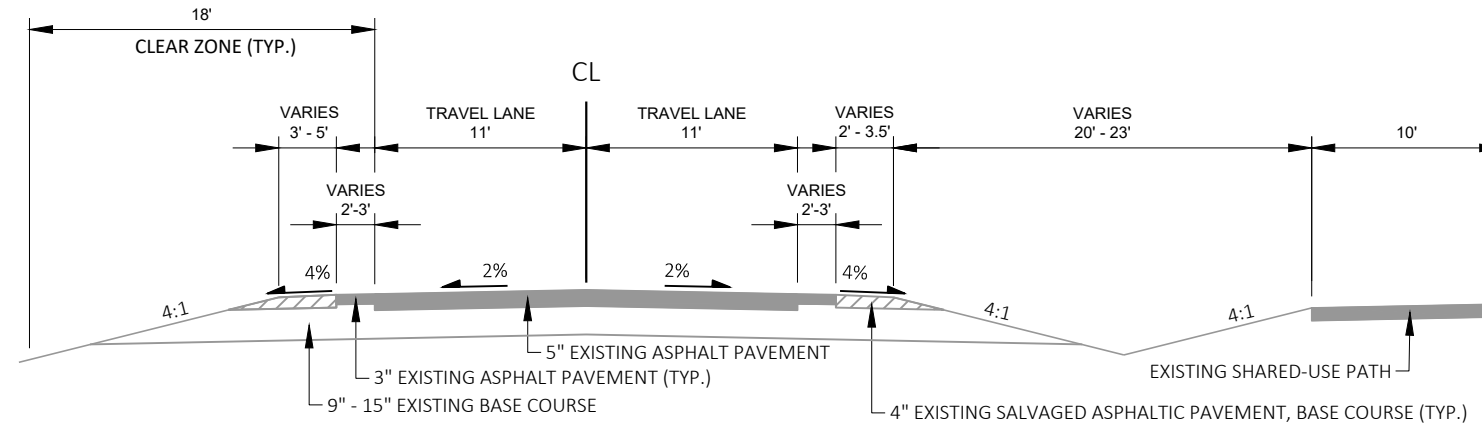 18'
CLEAR ZONE (TYP.)
CL
VARIES
3' - 5'
TRAVEL LANE
11'
TRAVEL LANE
11'
VARIES
2' - 3.5'
VARIES
20' - 23'
10'
VARIES
2'-3'
VARIES
2'-3'
4%
2%
2%
4%
4:1
4:1
4:1
5" EXISTING ASPHALT PAVEMENT
3" EXISTING ASPHALT PAVEMENT (TYP.)
9" - 15" EXISTING BASE COURSE
EXISTING SHARED-USE PATH
4" EXISTING SALVAGED ASPHALTIC PAVEMENT, BASE COURSE (TYP.)